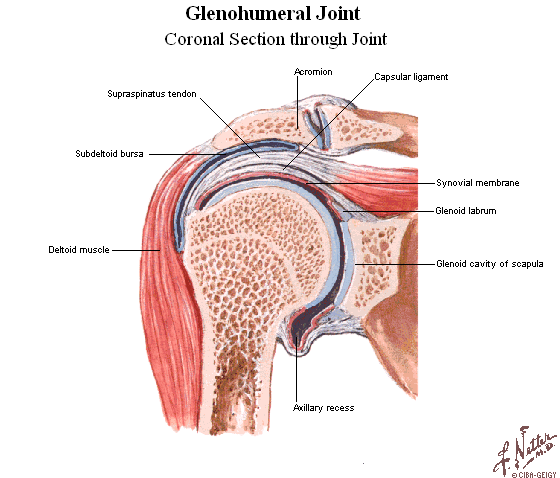 Glenohumeral Joint
Coronal Section through Joint
Acromion
Capsular ligament
Supraspinatus tendon
Subdeltoid bursa
Synovial membrane
Glenoid labrum
Deltoid muscle
Glenoid cavity of scapula
Axillary recess
F. Netter
M.D.
© CIBA-GEIGY